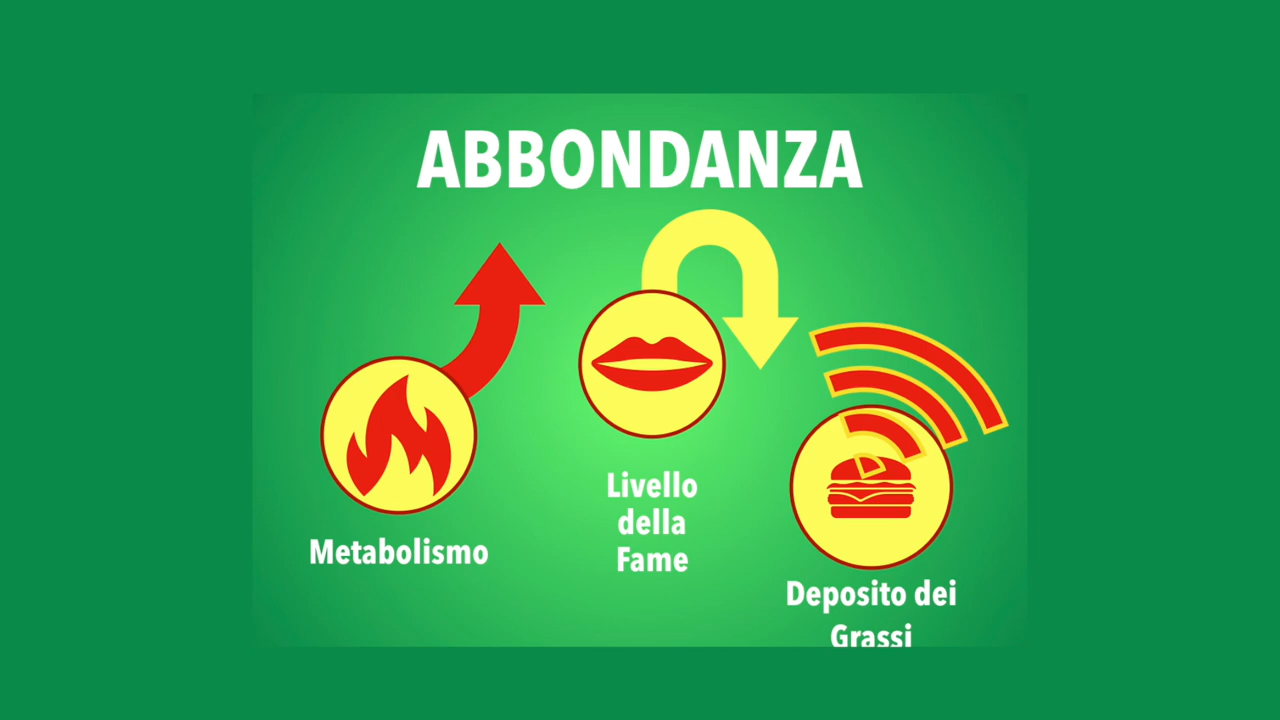 ABBONDANZA
Metabolismo
Livello
della
Fame
Deposito dei
Grassi